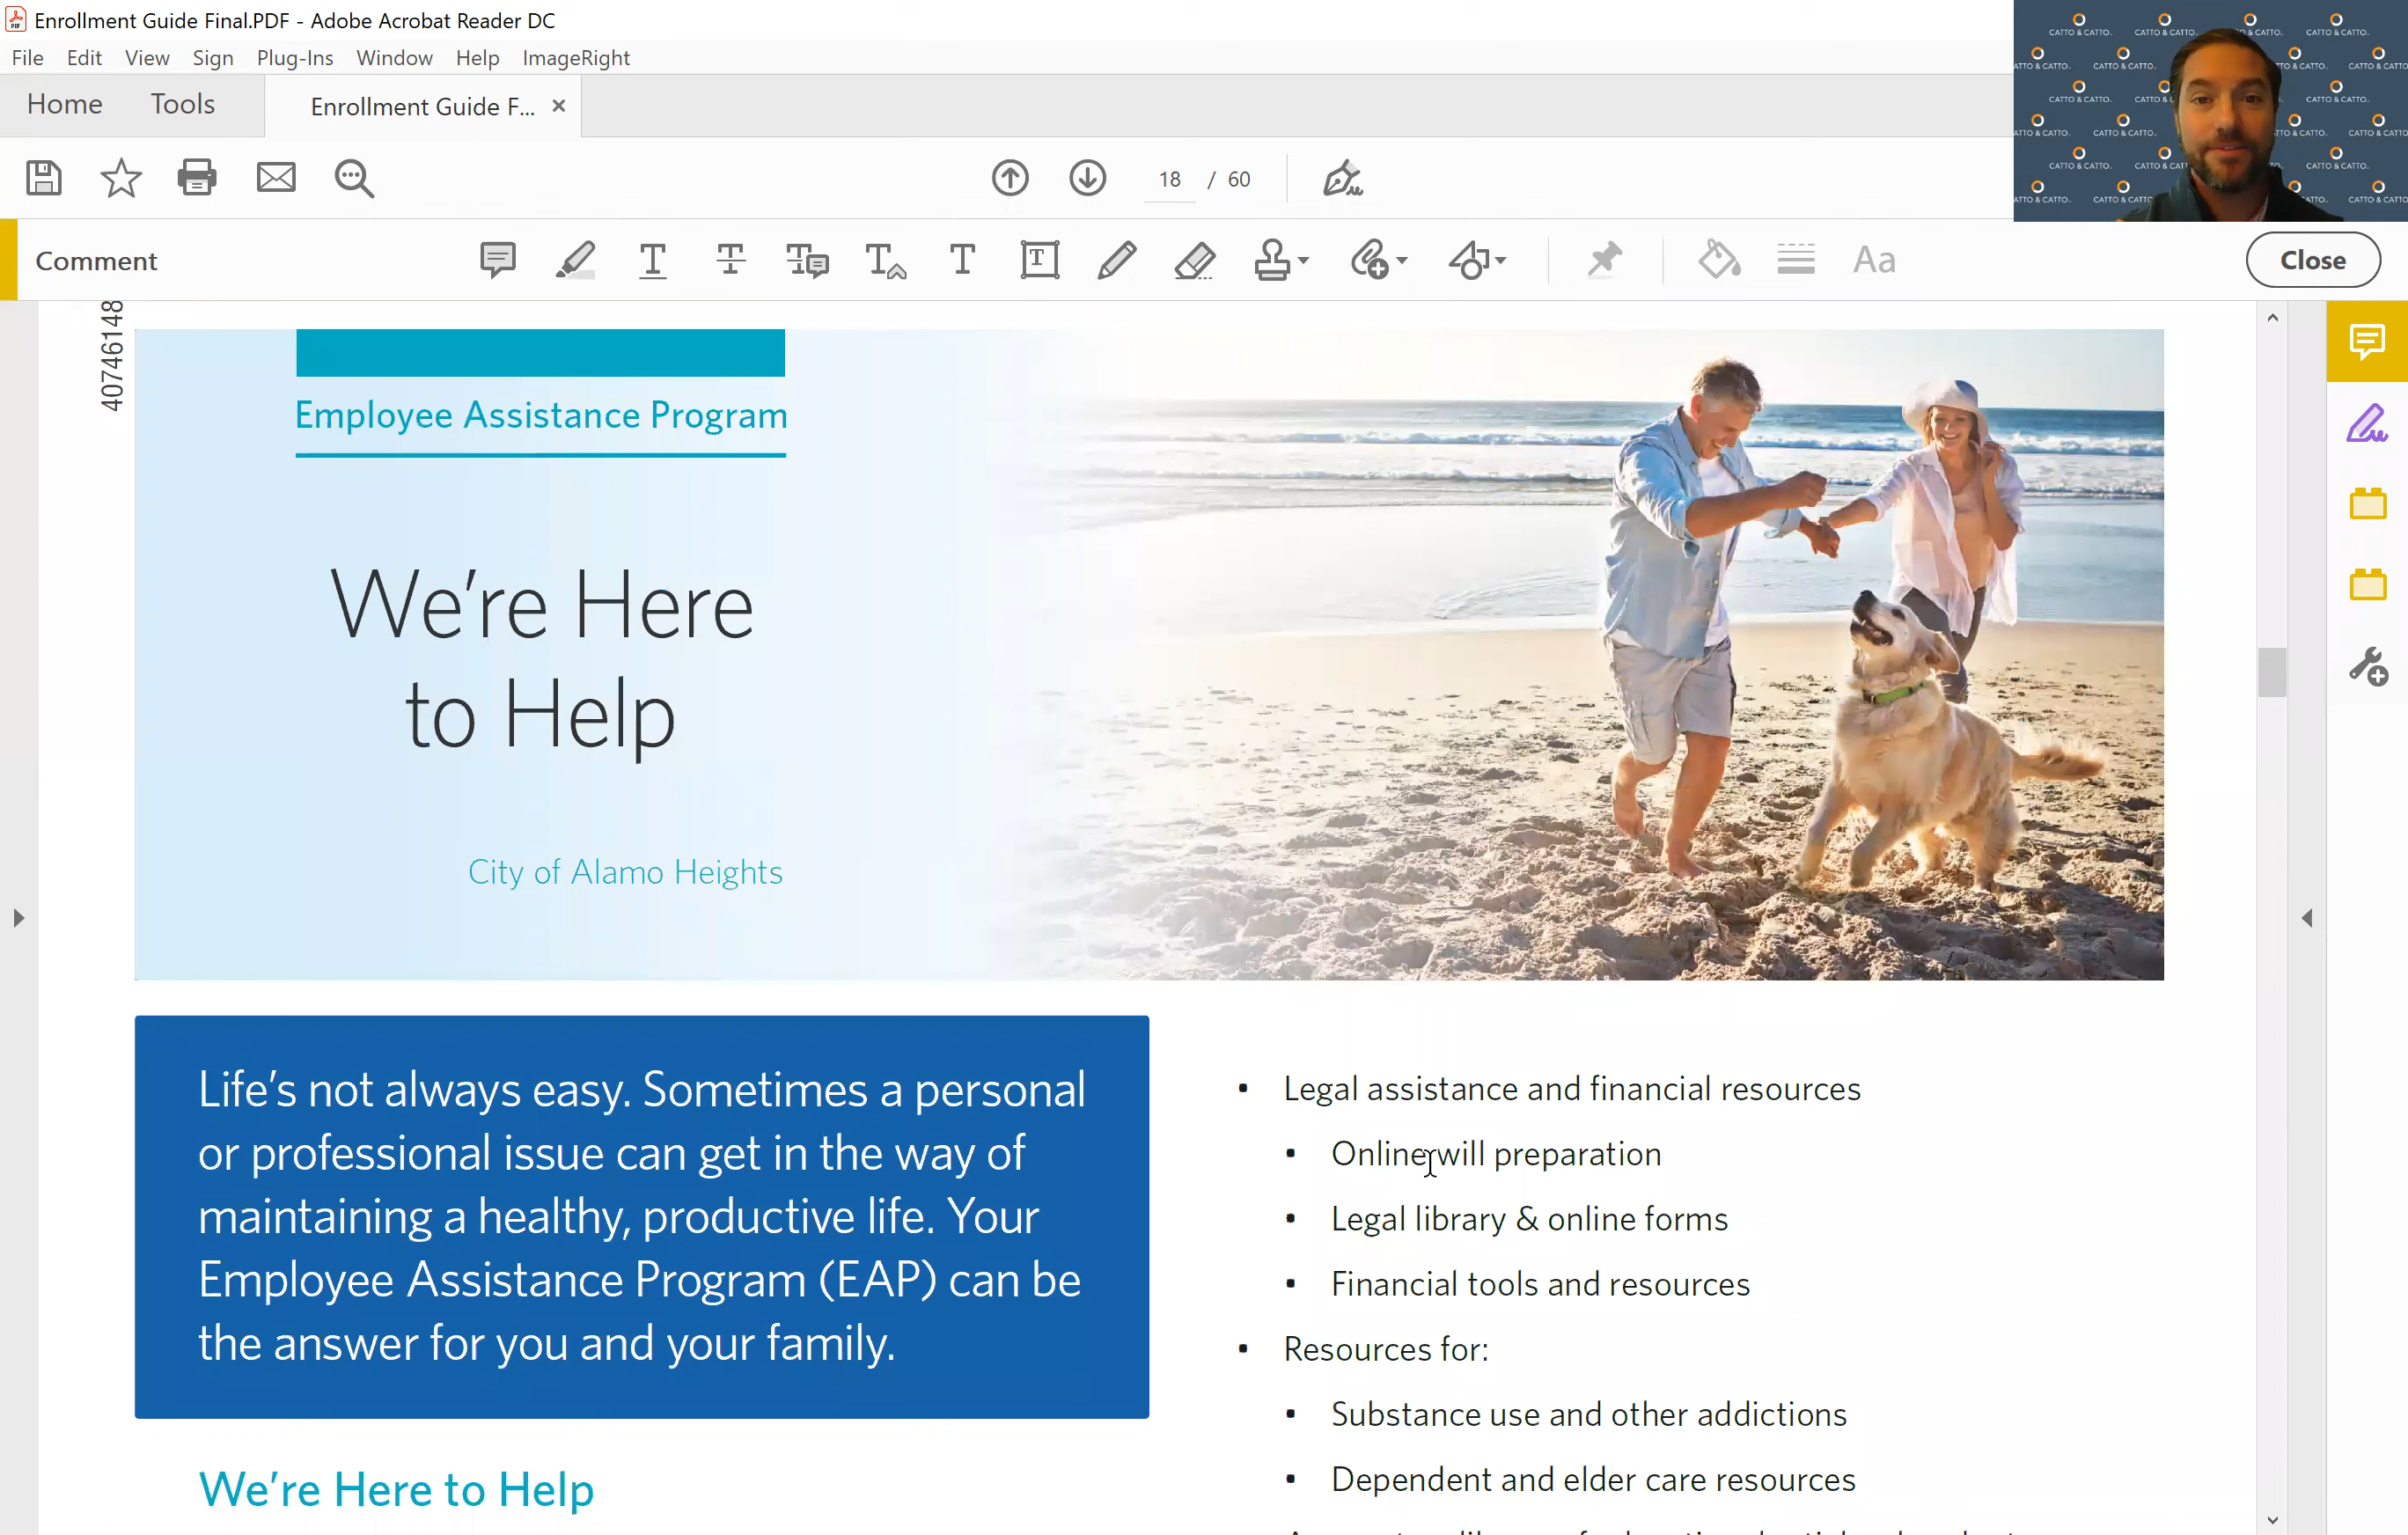 Enrollment Guide Final.PDF - Adobe Acrobat Reader DC
File Edit View Sign Plug-Ins Window Help ImageRight
Home Tools Enrollment Guide F... ×
18 / 60
Comment
Aa
Close
CATTO & CATTO
40746148
Employee Assistance Program
We're Here
to Help
City of Alamo Heights
Life's not always easy. Sometimes a personal
or professional issue can get in the way of
maintaining a healthy, productive life. Your
Employee Assistance Program (EAP) can be
the answer for you and your family.
We're Here to Help
• Legal assistance and financial resources
• Online will preparation
• Legal library & online forms
• Financial tools and resources
• Resources for:
• Substance use and other addictions
• Dependent and elder care resources